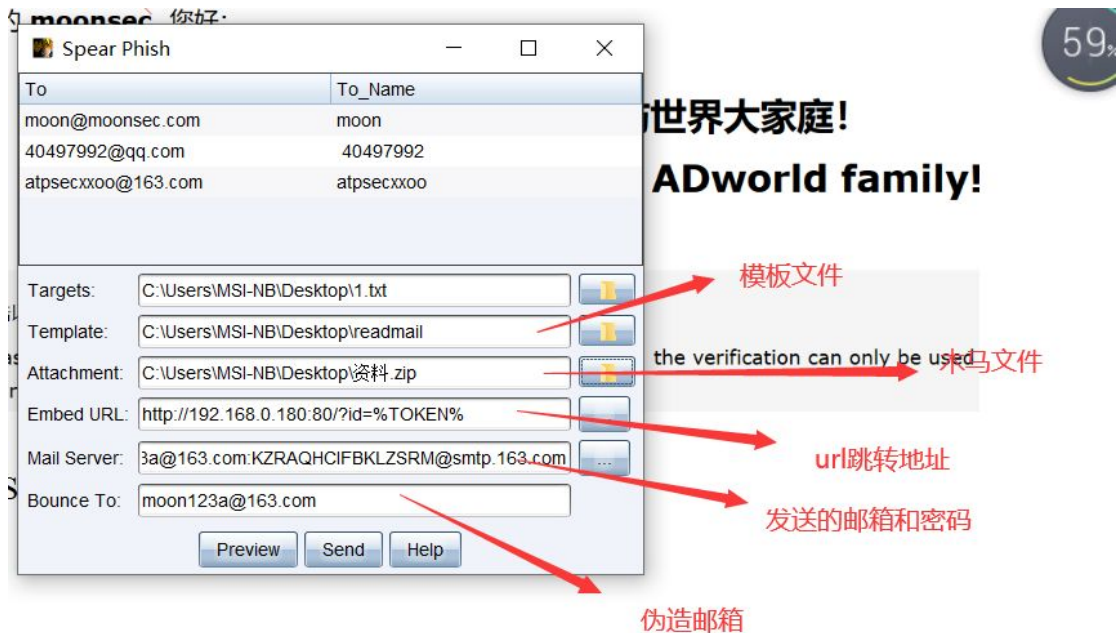 的 moonsec 您好:
59%
Spear Phish
To To_Name
moon@moonsec.com moon
40497992@qq.com 40497992
atpsecxxoo@163.com atpsecxxoo
世界大家庭!
ADworld family!
模板文件
Targets: C:\Users\MSI-NB\Desktop\1.txt
Template: C:\Users\MSI-NB\Desktop\readmail
the verification can only be used
Attachment: C:\Users\MSI-NB\Desktop\资料.zip
木马文件
Embed URL: http://192.168.0.180:80/?id=%TOKEN% ...
url跳转地址
Mail Server: 3a@163.com:KZRAQHCIFBKLZSRM@smtp.163.com ...
发送的邮箱和密码
Bounce To: moon123a@163.com
Preview Send Help
伪造邮箱